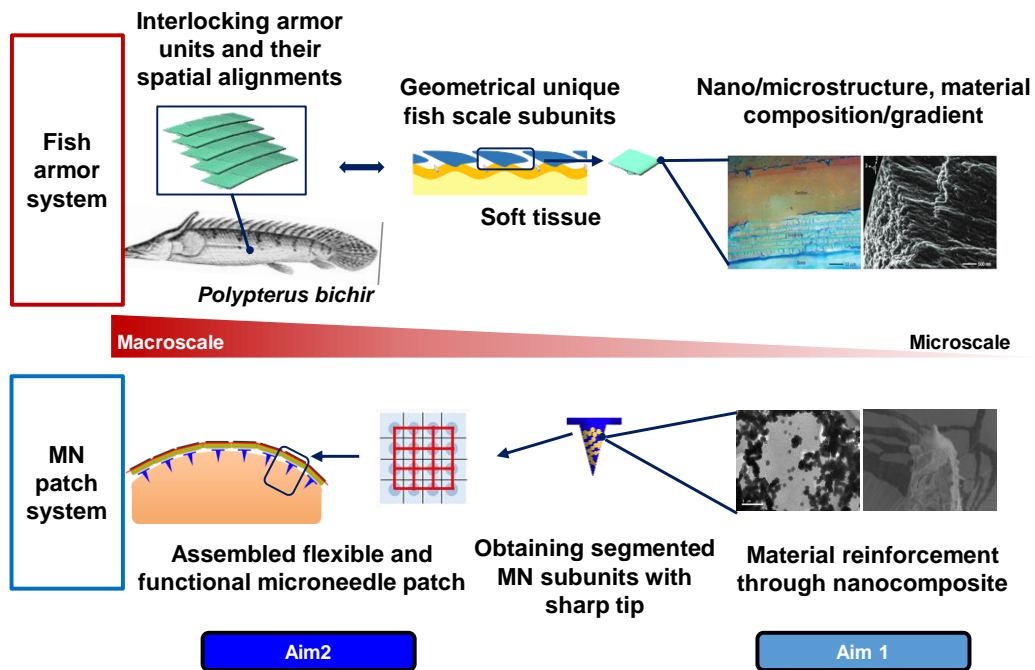 Interlocking armor
units and their
spatial alignments
Geometrical unique
fish scale subunits
Nano/microstructure, material
composition/gradient
Fish
armor
system
Soft tissue
Polypterus bichir
Macroscale
Microscale
MN
patch
system
Assembled flexible and
functional microneedle patch
Obtaining segmented
MN subunits with
sharp tip
Material reinforcement
through nanocomposite
Aim2
Aim 1